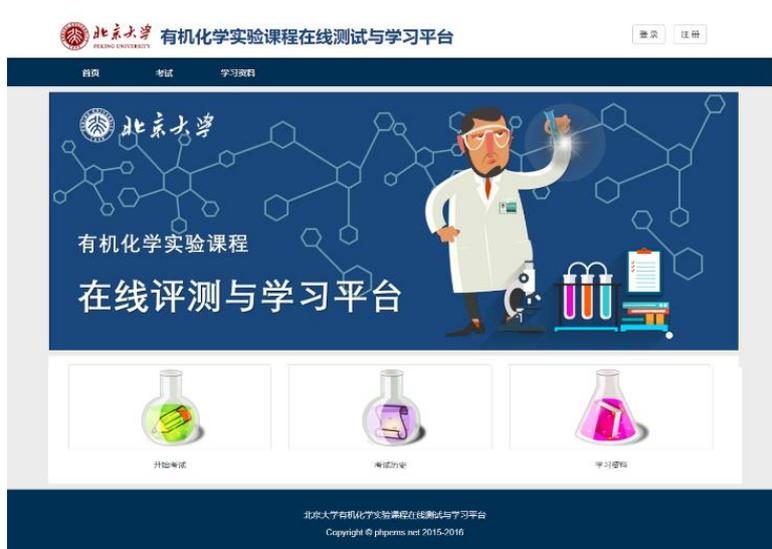 北京大学
PEKING UNIVERSITY
有机化学实验课程在线测试与学习平台
登录 注册
首页 考试 学习资料
北京大学
有机化学实验课程
在线评测与学习平台
开始考试 考试历史 学习资料
北京大学有机化学实验课程在线测试与学习平台
Copyright © phpems net 2015-2016